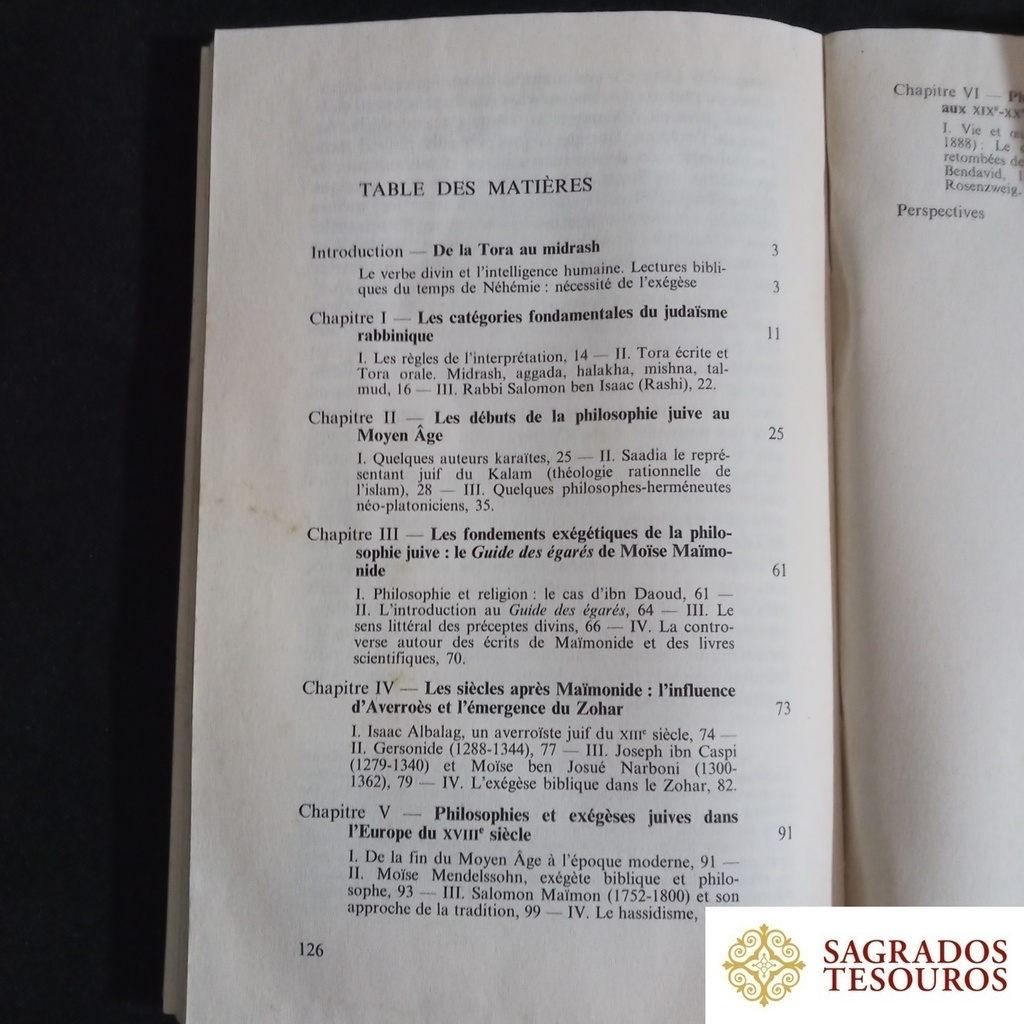 TABLE DES MATIÈRES
Introduction — De la Tora au midrash 3
Le verbe divin et l'intelligence humaine. Lectures bibli-
ques du temps de Néhémie : nécessité de l'exégèse 3
Chapitre I — Les catégories fondamentales du judaïsme
rabbinique 11
I. Les règles de l'interprétation, 14 — II. Tora écrite et
Tora orale. Midrash, aggada, halakha, mishna, tal-
mud, 16 — III. Rabbi Salomon ben Isaac (Rashi), 22.
Chapitre II — Les débuts de la philosophie juive au
Moyen Âge 25
I. Quelques auteurs karaïtes, 25 — II. Saadia le repré-
sentant juif du Kalam (théologie rationnelle de
l'islam), 28 — III. Quelques philosophes-herméneutes
néo-platoniciens, 35.
Chapitre III — Les fondements exégétiques de la philo-
sophie juive : le Guide des égarés de Moïse Maïmo-
nide 61
I. Philosophie et religion : le cas d'ibn Daoud, 61 —
II. L'introduction au Guide des égarés, 64 — III. Le
sens littéral des préceptes divins, 66 — IV. La contro-
verse autour des écrits de Maïmonide et des livres
scientifiques, 70.
Chapitre IV — Les siècles après Maïmonide : l'influence
d'Averroès et l'émergence du Zohar 73
I. Isaac Albalag, un averroïste juif du XIIIe siècle, 74 —
II. Gersonide (1288-1344), 77 — III. Joseph ibn Caspi
(1279-1340) et Moïse ben Josué Narboni (1300-
1362), 79 — IV. L'exégèse biblique dans le Zohar, 82.
Chapitre V — Philosophies et exégèses juives dans
l'Europe du XVIIIe siècle 91
I. De la fin du Moyen Âge à l'époque moderne, 91 —
II. Moïse Mendelssohn, exégète biblique et philo-
sophe, 93 — III. Salomon Maïmon (1752-1800) et son
approche de la tradition, 99 — IV. Le hassidisme,
126
Chapitre VI —
aux XIXe-XXe
I. Vie et
1888) : Le
retombées de
Bendavid,
Rosenzweig,
Perspectives
SAGRADOS
TESOUROS